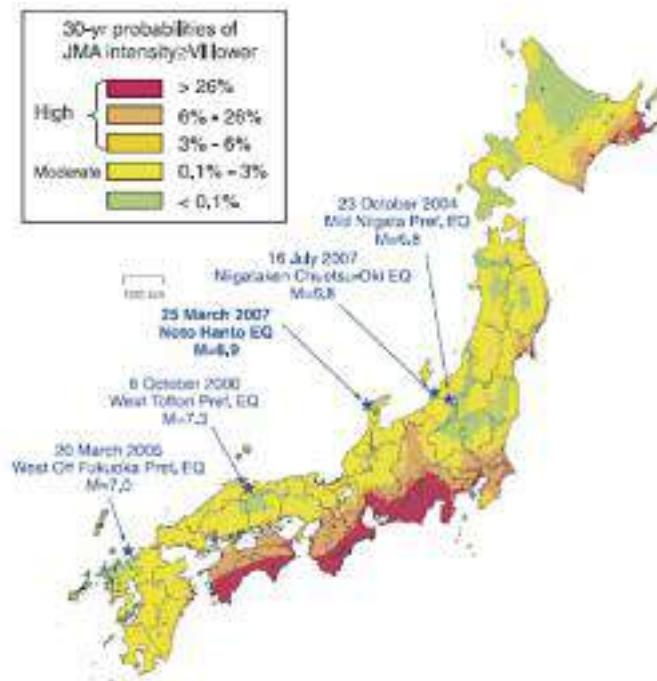 30-yr probabilities of
JMA intensity≥VI lower
High
> 26%
6% - 26%
3% - 6%
Moderate
0,1% - 3%
< 0,1%
23 October 2004
Mid Niigata Pref, EQ
M=6,8
16 July 2007
Niigataken Chuetsu-Oki EQ
M=6,8
25 March 2007
Noto Hanto EQ
M=6,9
6 October 2000
West Tottori Pref, EQ
M=7,3
20 March 2005
West Off Fukuoka Pref, EQ
M=7,0